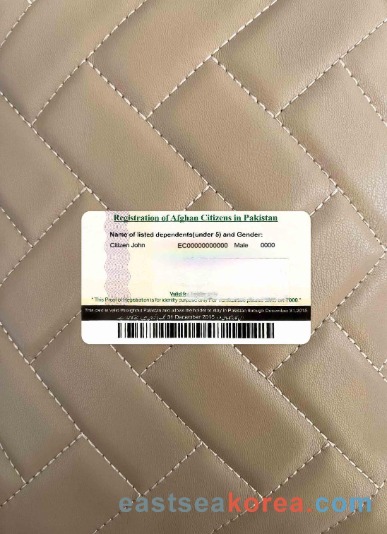 Registration of Afghan Citizens in Pakistan
Name of listed dependents(under 5) and Gender:
Citizen John EC00000000000 Male 0000
Valid
* This Proof of Registration is for identity purpose only. For verification please SMS on 7000."
This card is valid throughout Pakistan and allows the holder to stay in Pakistan through December 31, 2015
31 December 2015
eastseakorea.com